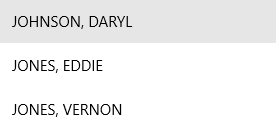 JOHNSON, DARYL
JONES, EDDIE
JONES, VERNON